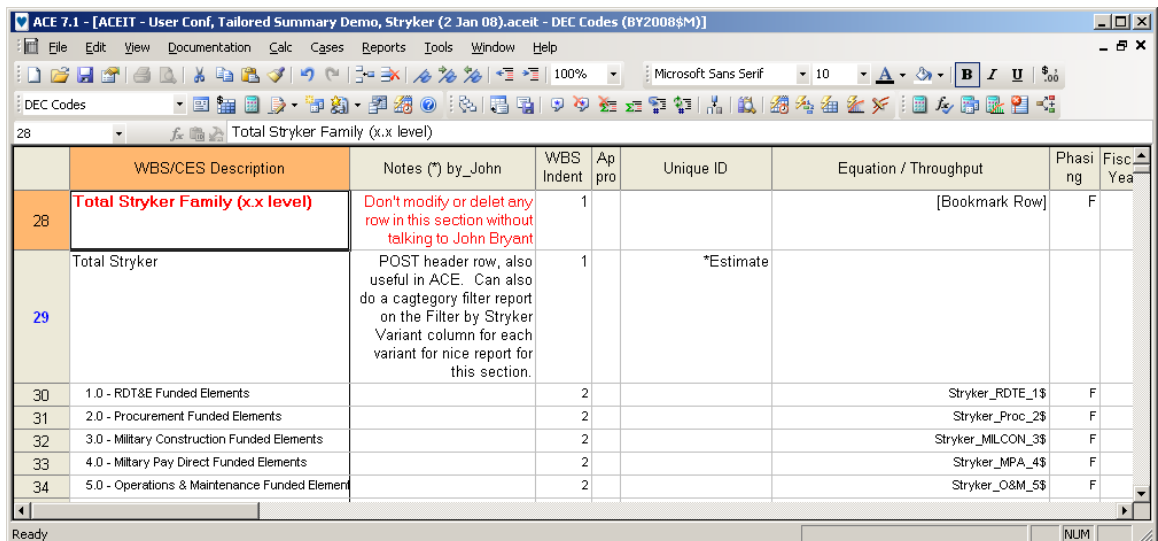 ACE 7.1 - [ACEIT - User Conf, Tailored Summary Demo, Stryker (2 Jan 08).aceit - DEC Codes (BY2008$M)]
File Edit View Documentation Calc Cases Reports Tools Window Help
100% Microsoft Sans Serif 10 A B I U $.00
DEC Codes
28 fx Total Stryker Family (x.x level)
WBS/CES Description
Notes (*) by_John
WBS
Indent
Ap
pro
Unique ID
Equation / Throughput
Phasi
ng
Fisc
Yea
28
Total Stryker Family (x.x level)
Don't modify or delet any
row in this section without
talking to John Bryant
1
[Bookmark Row]
F
29
Total Stryker
POST header row, also
useful in ACE. Can also
do a cagtegory filter report
on the Filter by Stryker
Variant column for each
variant for nice report for
this section.
1
*Estimate
30 1.0 - RDT&E Funded Elements 2 Stryker_RDTE_1$ F
31 2.0 - Procurement Funded Elements 2 Stryker_Proc_2$ F
32 3.0 - Military Construction Funded Elements 2 Stryker_MILCON_3$ F
33 4.0 - Miltary Pay Direct Funded Elements 2 Stryker_MPA_4$ F
34 5.0 - Operations & Maintenance Funded Element 2 Stryker_O&M_5$ F
Ready NUM